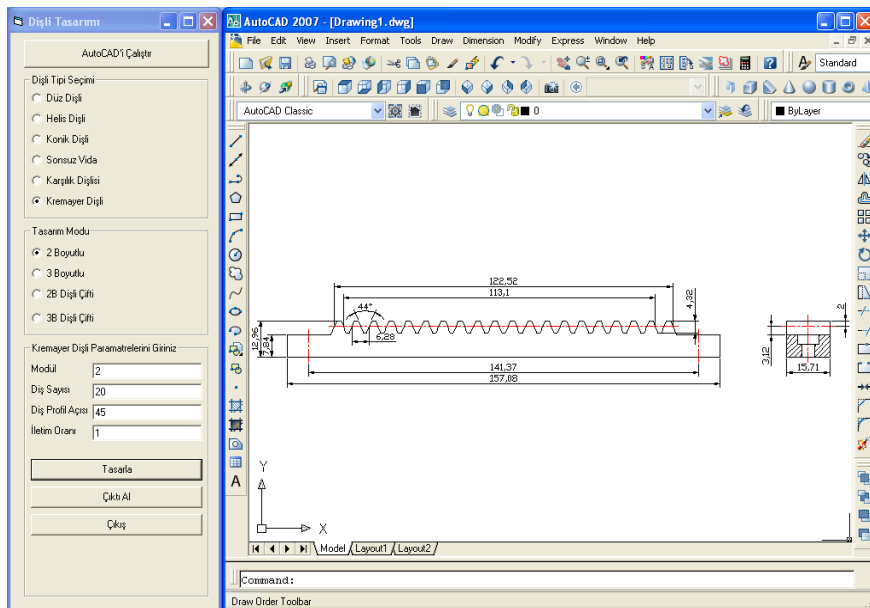 Dişli Tasarımı
AutoCAD'i Çalıştır
Dişli Tipi Seçimi
Düz Dişli
Helis Dişli
Konik Dişli
Sonsuz Vida
Karşılık Dişlisi
Kremayer Dişli
Tasarım Modu
2 Boyutlu
3 Boyutlu
2B Dişli Çifti
3B Dişli Çifti
Kremayer Dişli Paramatrelerini Giriniz
Modül 2
Diş Sayısı 20
Diş Profil Açısı 45
İletim Oranı 1
Tasarla
Çıktı Al
Çıkış
AutoCAD 2007 - [Drawing1.dwg]
File Edit View Insert Format Tools Draw Dimension Modify Express Window Help
Standard
AutoCAD Classic
0
ByLayer
122,52
113,1
44°
4,32
2
12,96
7,84
6,28
3,12
15,71
141,37
157,08
Y
X
A
Model Layout1 Layout2
Command:
Draw Order Toolbar